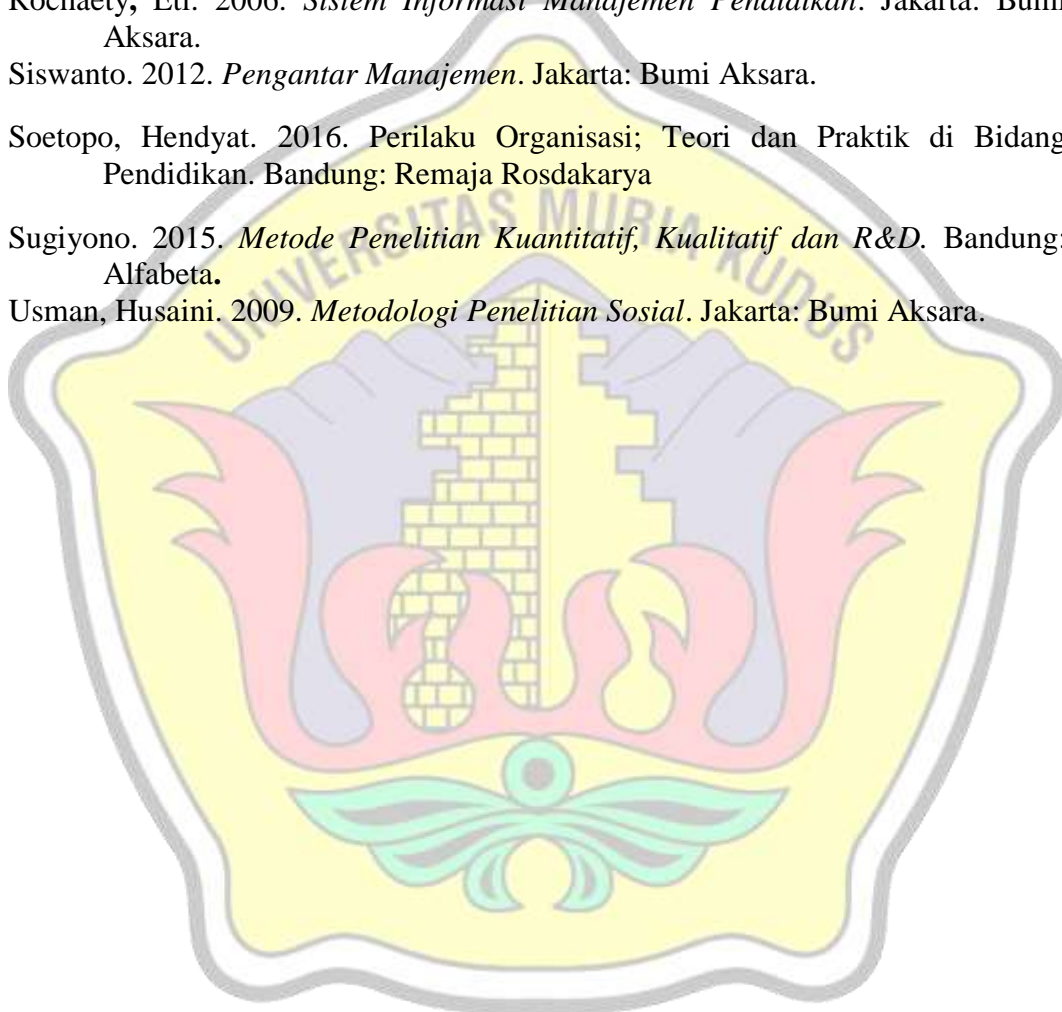 Rochaety, Eti. 2006. Sistem Informasi Manajemen Pendidikan. Jakarta: Bumi
Aksara.
Siswanto. 2012. Pengantar Manajemen. Jakarta: Bumi Aksara.
Soetopo, Hendyat. 2016. Perilaku Organisasi; Teori dan Praktik di Bidang
Pendidikan. Bandung: Remaja Rosdakarya
Sugiyono. 2015. Metode Penelitian Kuantitatif, Kualitatif dan R&D. Bandung:
Alfabeta.
Usman, Husaini. 2009. Metodologi Penelitian Sosial. Jakarta: Bumi Aksara.
UNIVERSITAS MURIA KUDUS